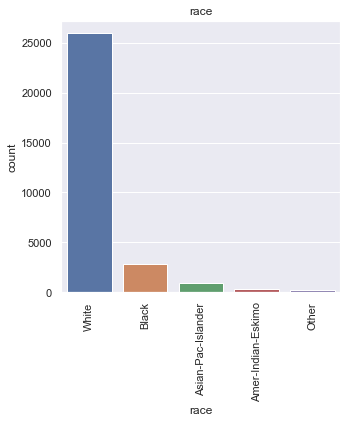 race
25000
20000
15000
10000
5000
0
count
White
Black
Asian-Pac-Islander
Amer-Indian-Eskimo
Other
race